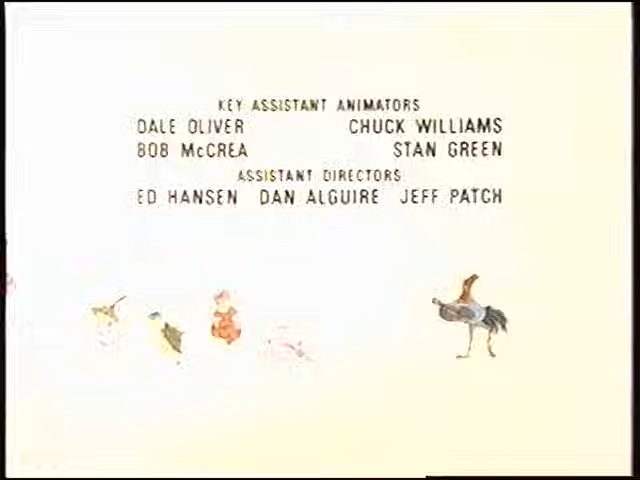 KEY ASSISTANT ANIMATORS
DALE OLIVER CHUCK WILLIAMS
BOB McCREA STAN GREEN
ASSISTANT DIRECTORS
ED HANSEN DAN ALGUIRE JEFF PATCH